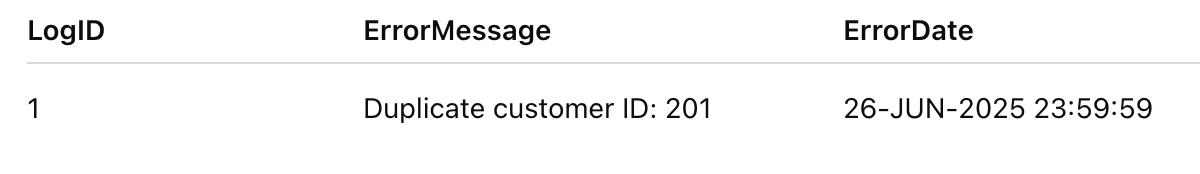 LogID ErrorMessage ErrorDate
1 Duplicate customer ID: 201 26-JUN-2025 23:59:59